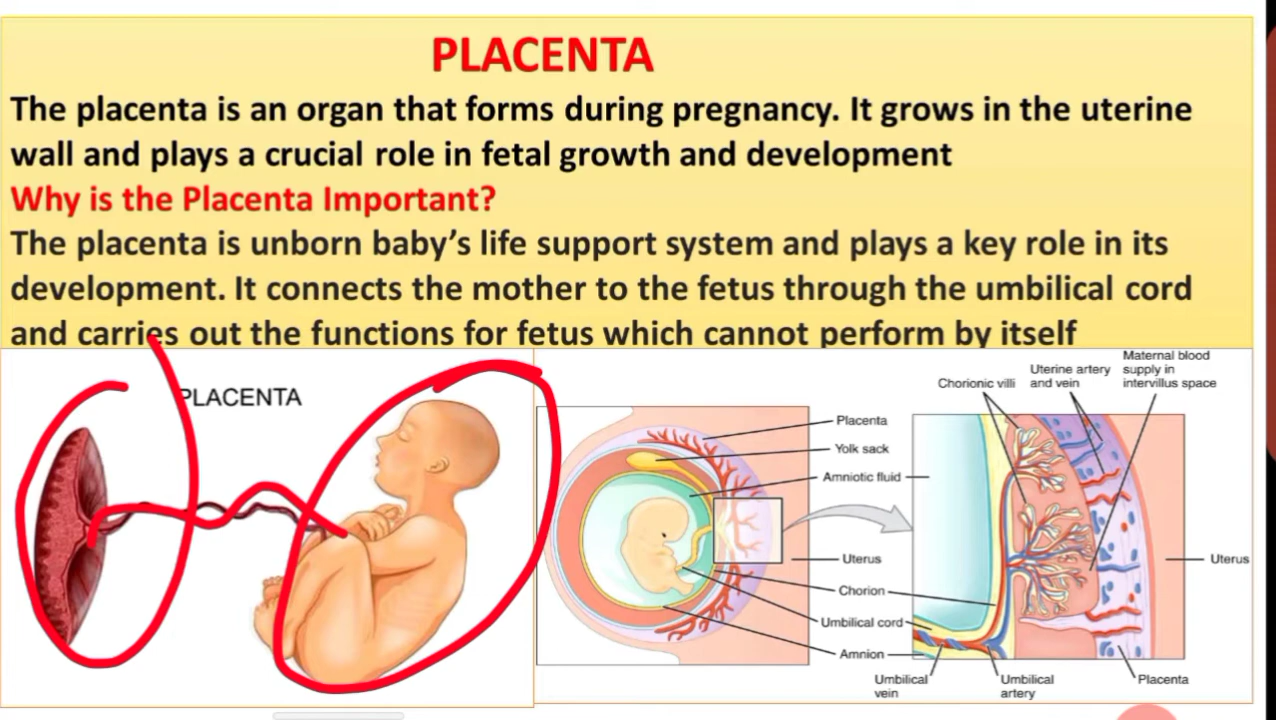 PLACENTA
The placenta is an organ that forms during pregnancy. It grows in the uterine
wall and plays a crucial role in fetal growth and development
Why is the Placenta Important?
The placenta is unborn baby's life support system and plays a key role in its
development. It connects the mother to the fetus through the umbilical cord
and carries out the functions for fetus which cannot perform by itself
PLACENTA
Placenta
Yolk sack
Amniotic fluid
Uterus
Chorion
Umbilical cord
Amnion
Chorionic villi
Uterine artery
and vein
Maternal blood
supply in
intervillus space
Uterus
Umbilical
vein
Umbilical
artery
Placenta